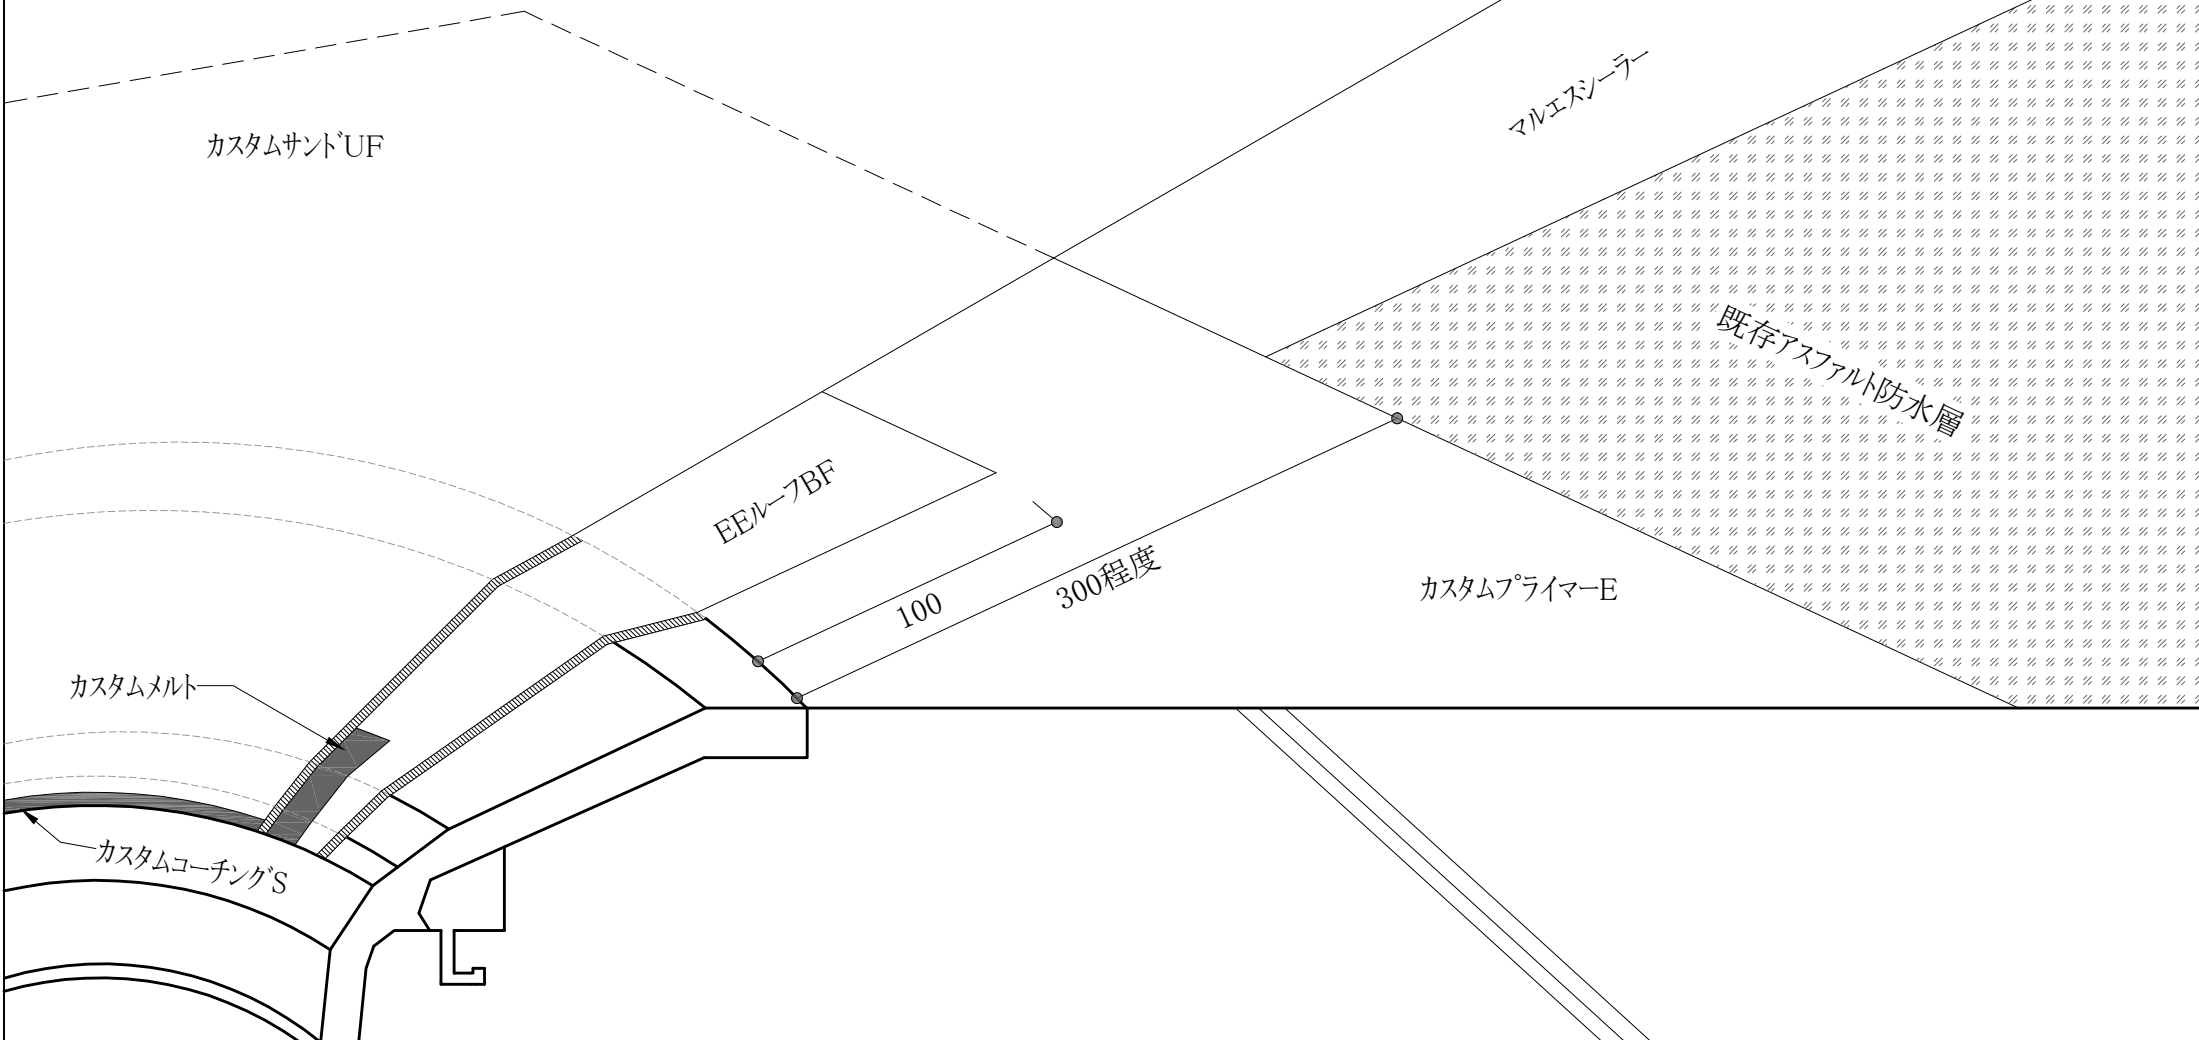 マルエスシーラー
カスタムサンドUF
既存アスファルト防水層
EEルーフBF
300程度
カスタムプライマーE
100
カスタムメルト
カスタムコーチングS